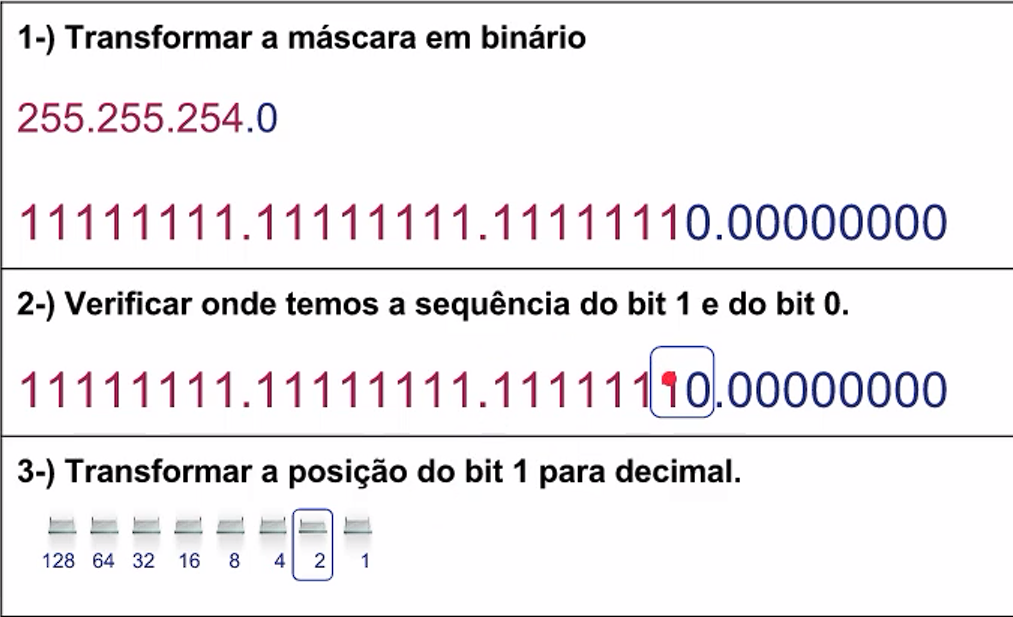 1-) Transformar a máscara em binário
255.255.254.0
11111111.11111111.11111110.00000000
2-) Verificar onde temos a sequência do bit 1 e do bit 0.
11111111.11111111.11111110.00000000
3-) Transformar a posição do bit 1 para decimal.
128 64 32 16 8 4 2 1